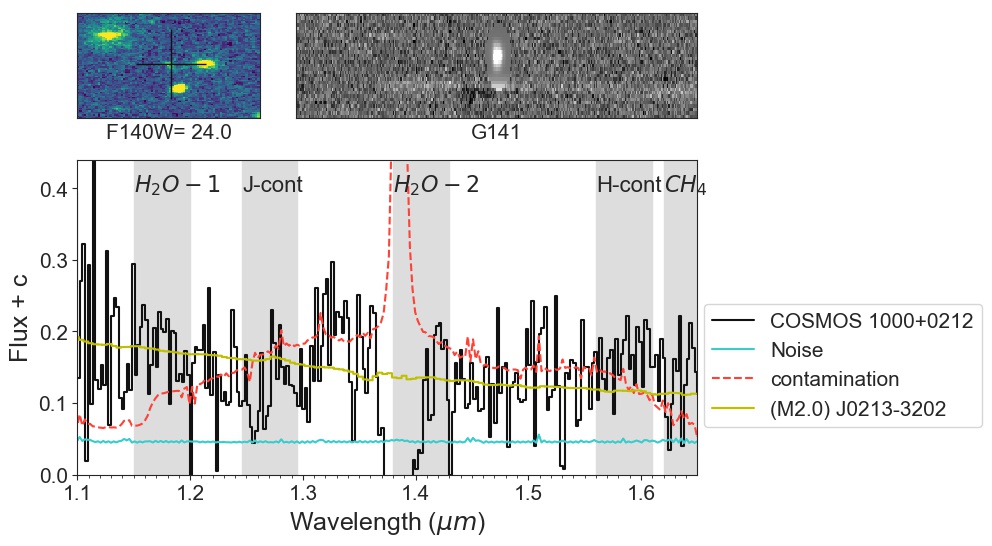 F140W= 24.0
G141
H₂O − 1
J-cont
H₂O − 2
H-cont
CH₄
0.4
0.3
0.2
0.1
0.0
Flux + c
1.1
1.2
1.3
1.4
1.5
1.6
Wavelength (μm)
COSMOS 1000+0212
Noise
contamination
(M2.0) J0213-3202